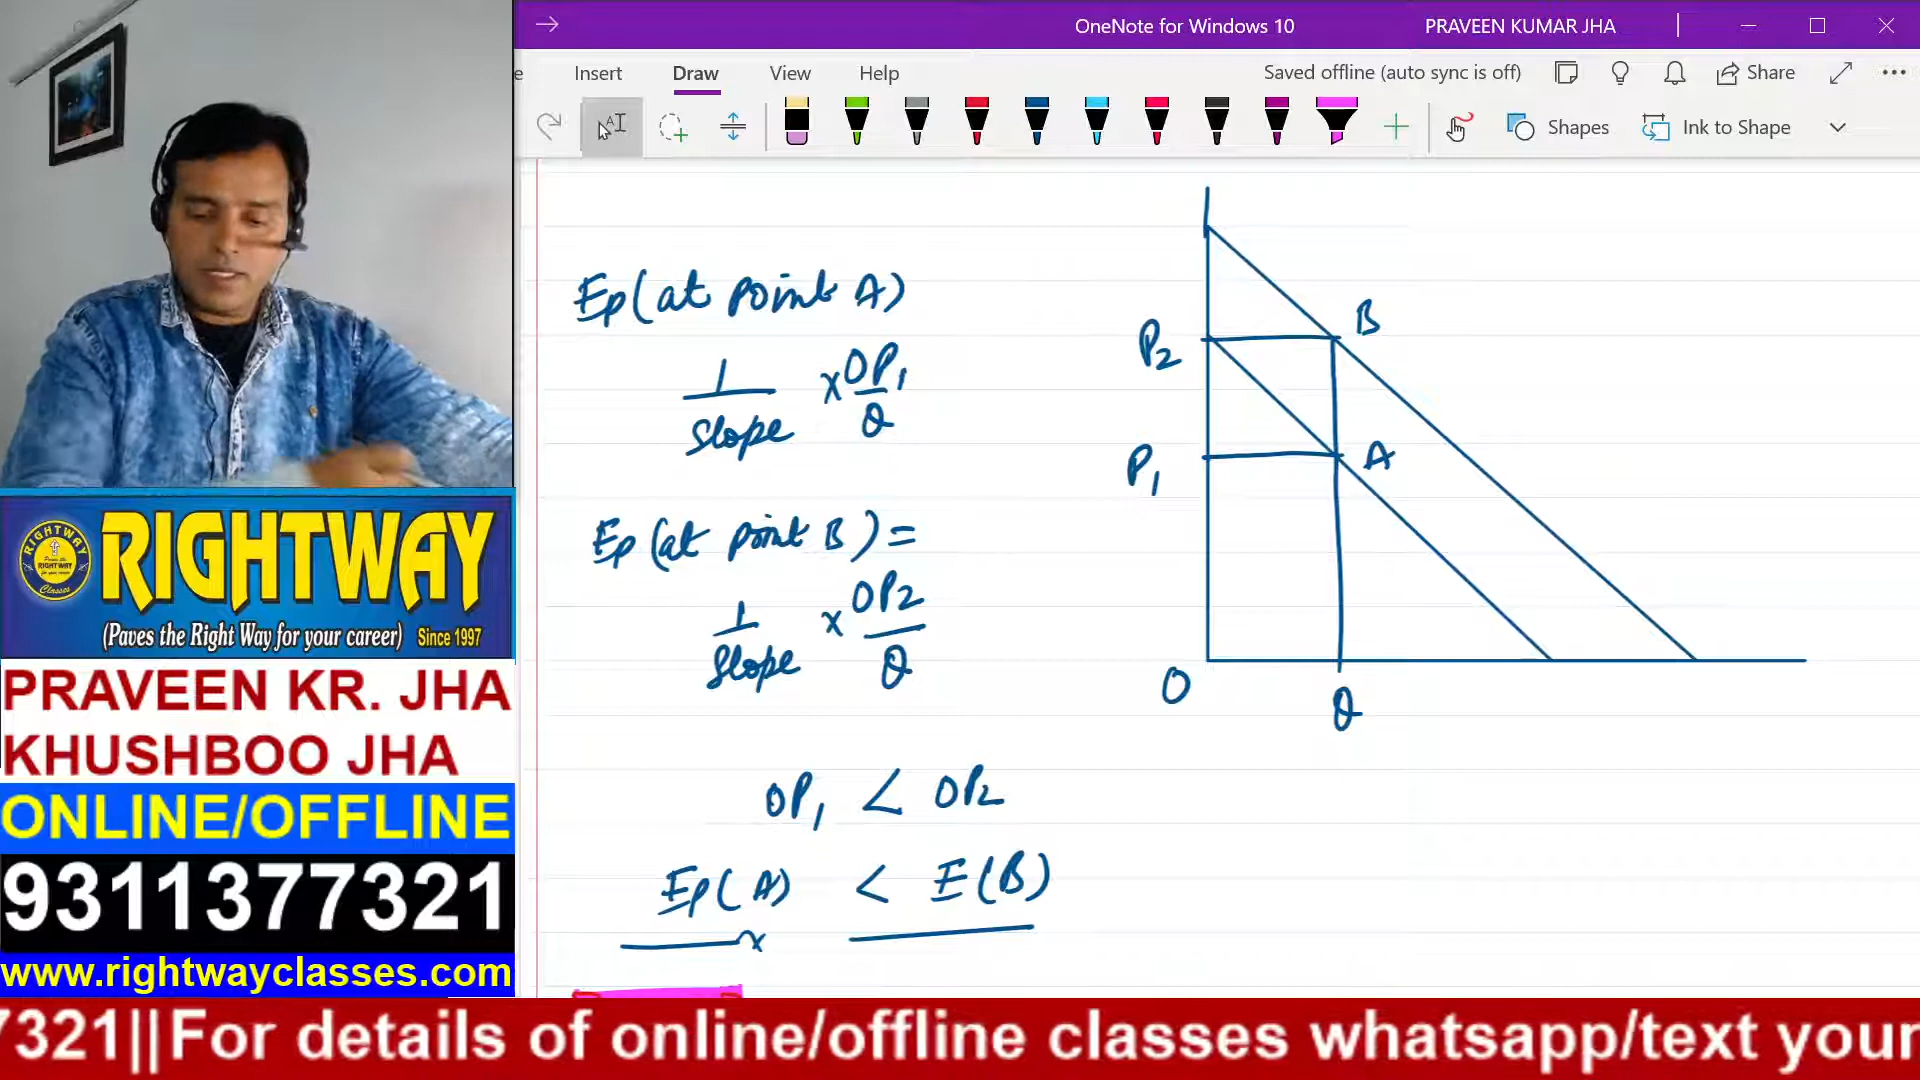 OneNote for Windows 10
PRAVEEN KUMAR JHA
Insert
Draw
View
Help
Saved offline (auto sync is off)
Share
Shapes
Ink to Shape
Ep(at point A)
1/slope × OP1/Q
Ep(at point B) =
1/slope × OP2/Q
OP1 < OP2
Ep(A) < E(B)
P2
B
P1
A
O
Q
RIGHTWAY
RIGHTWAY
Classes
(Paves the Right Way for your career) Since 1997
PRAVEEN KR. JHA
KHUSHBOO JHA
ONLINE/OFFLINE
9311377321
www.rightwayclasses.com
7321||For details of online/offline classes whatsapp/text your